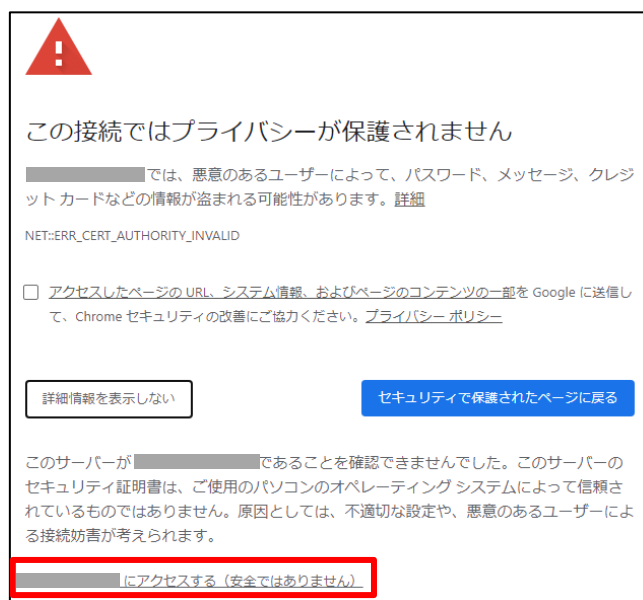 この接続ではプライバシーが保護されません
では、悪意のあるユーザーによって、パスワード、メッセージ、クレジ
ット カードなどの情報が盗まれる可能性があります。詳細
NET::ERR_CERT_AUTHORITY_INVALID
アクセスしたページの URL、システム情報、およびページのコンテンツの一部を Google に送信し
て、Chrome セキュリティの改善にご協力ください。プライバシー ポリシー
詳細情報を表示しない
セキュリティで保護されたページに戻る
このサーバーが
であることを確認できませんでした。このサーバーの
セキュリティ証明書は、ご使用のパソコンのオペレーティング システムによって信頼さ
れているものではありません。原因としては、不適切な設定や、悪意のあるユーザーによ
る接続妨害が考えられます。
にアクセスする（安全ではありません）